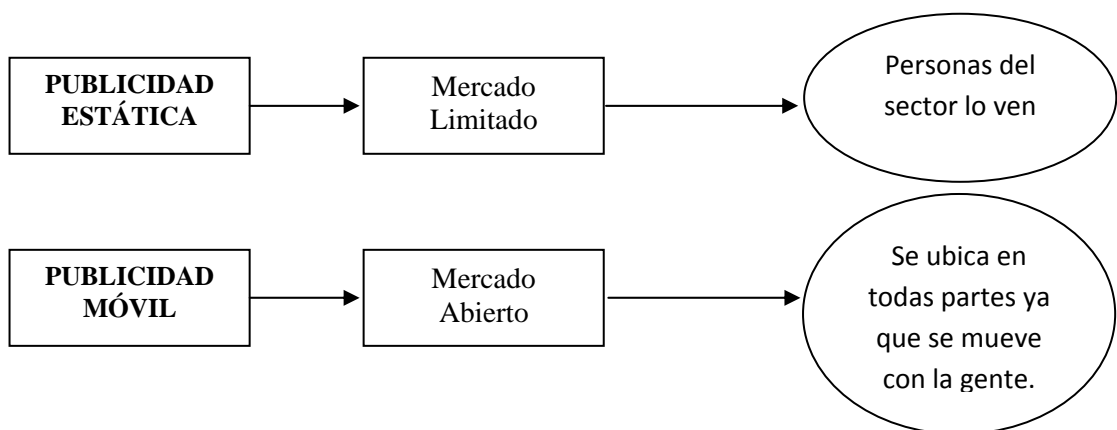 PUBLICIDAD
ESTÁTICA
Mercado
Limitado
Personas del
sector lo ven
PUBLICIDAD
MÓVIL
Mercado
Abierto
Se ubica en
todas partes ya
que se mueve
con la gente.